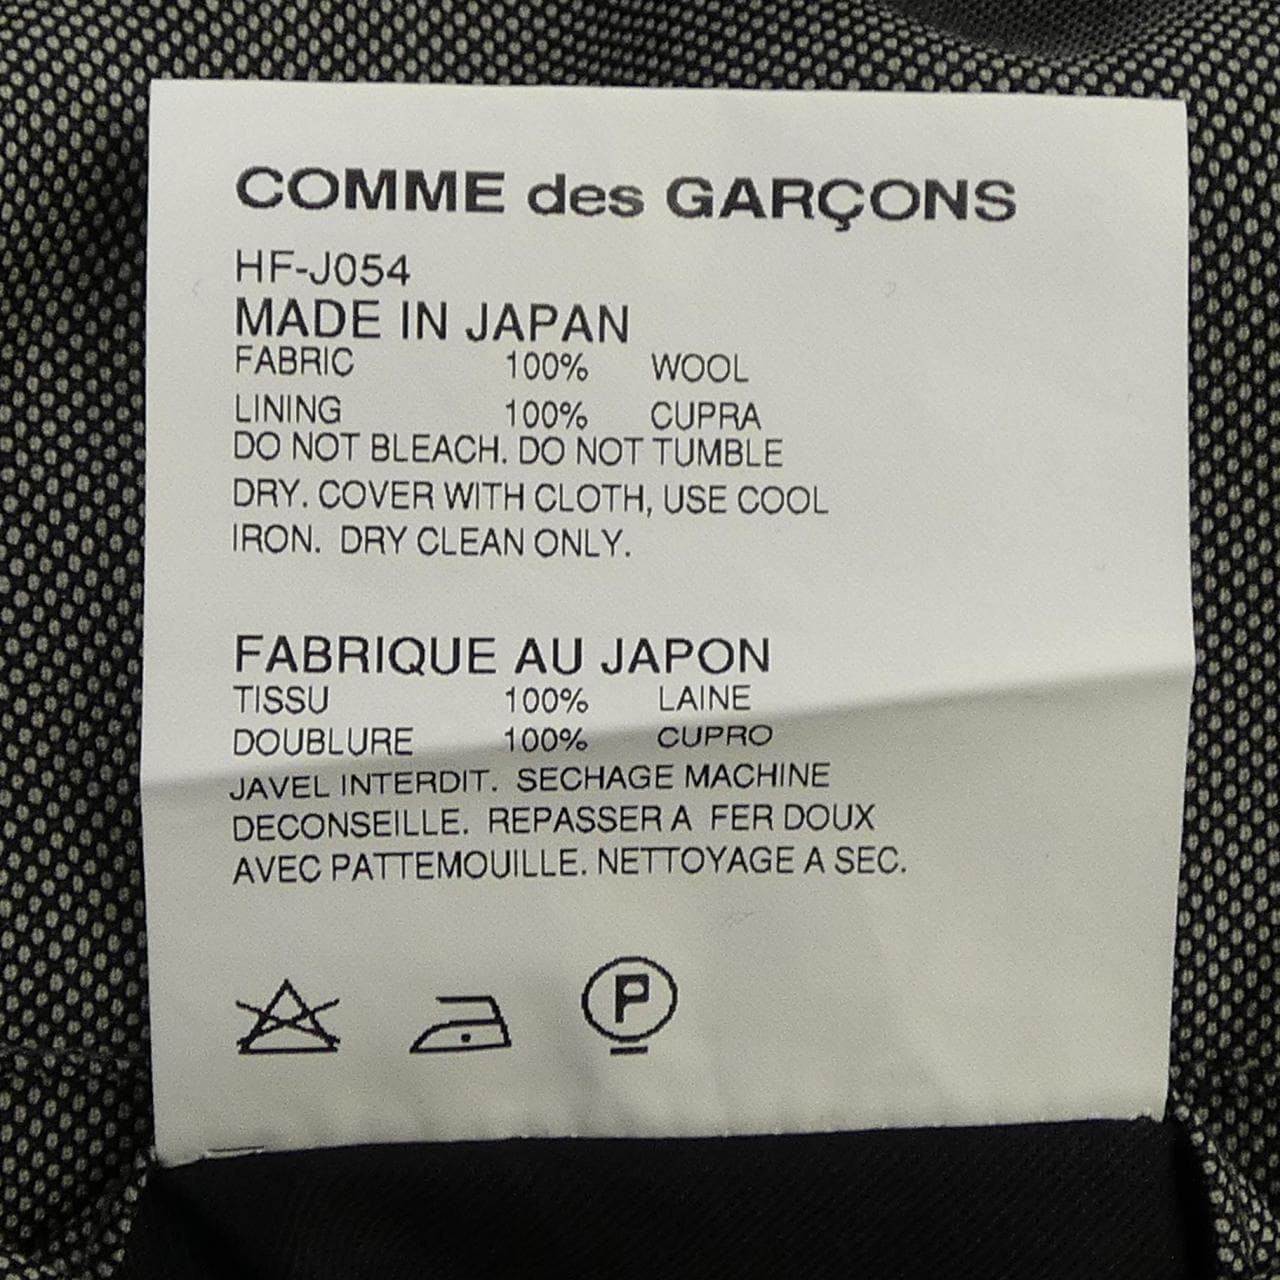 COMME des GARÇONS
HF-J054
MADE IN JAPAN
FABRIC 100% WOOL
LINING 100% CUPRA
DO NOT BLEACH. DO NOT TUMBLE
DRY. COVER WITH CLOTH, USE COOL
IRON. DRY CLEAN ONLY.
FABRIQUE AU JAPON
TISSU 100% LAINE
DOUBLURE 100% CUPRO
JAVEL INTERDIT. SECHAGE MACHINE
DECONSEILLE. REPASSER A FER DOUX
AVEC PATTEMOUILLE. NETTOYAGE A SEC.
P